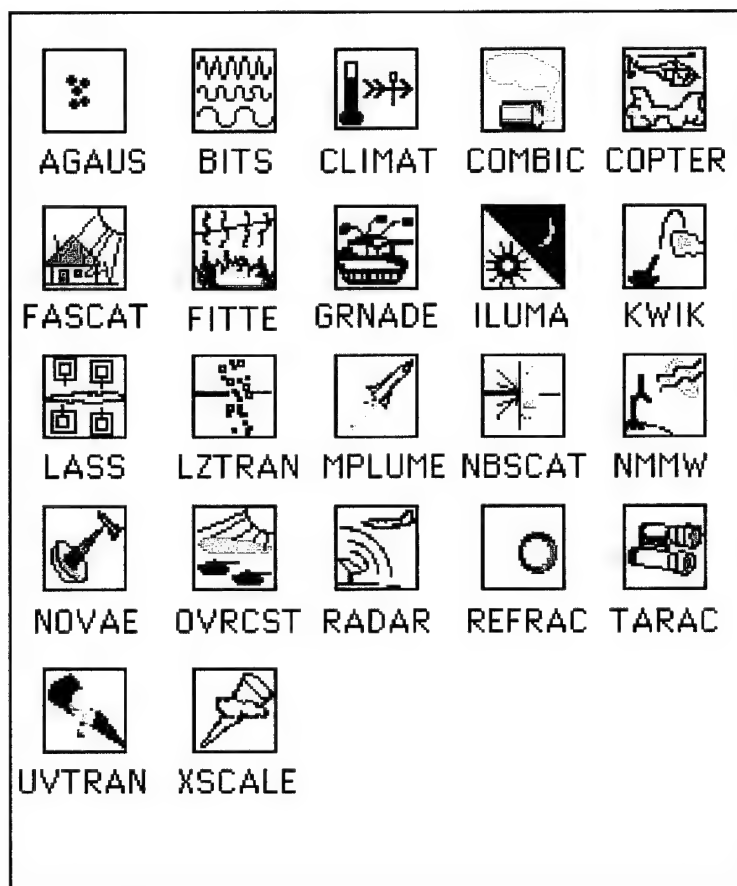 AGAUS BITS CLIMAT COMBIC COPTER
FASCAT FITTE GRNADE ILUMA KWIK
LASS LZTRAN MPLUME NBSCAT NMMW
NOVAE OVRCST RADAR REFRAC TARAC
UVTRAN XSCALE